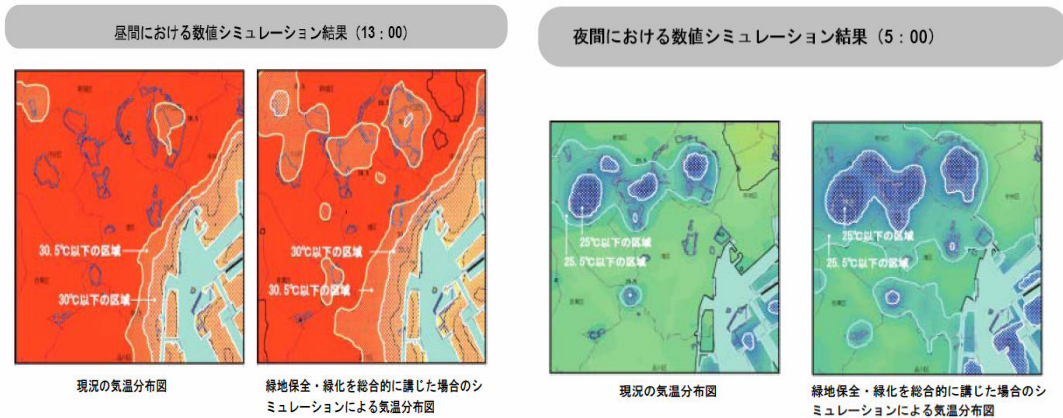 昼間における数値シミュレーション結果（13：00）
夜間における数値シミュレーション結果（5：00）
30.5℃以下の区域
30℃以下の区域
現況の気温分布図
30℃以下の区域
30.5℃以下の区域
緑地保全・緑化を総合的に講じた場合のシ
ミュレーションによる気温分布図
25℃以下の区域
25.5℃以下の区域
現況の気温分布図
25℃以下の区域
25.5℃以下の区域
緑地保全・緑化を総合的に講じた場合のシ
ミュレーションによる気温分布図